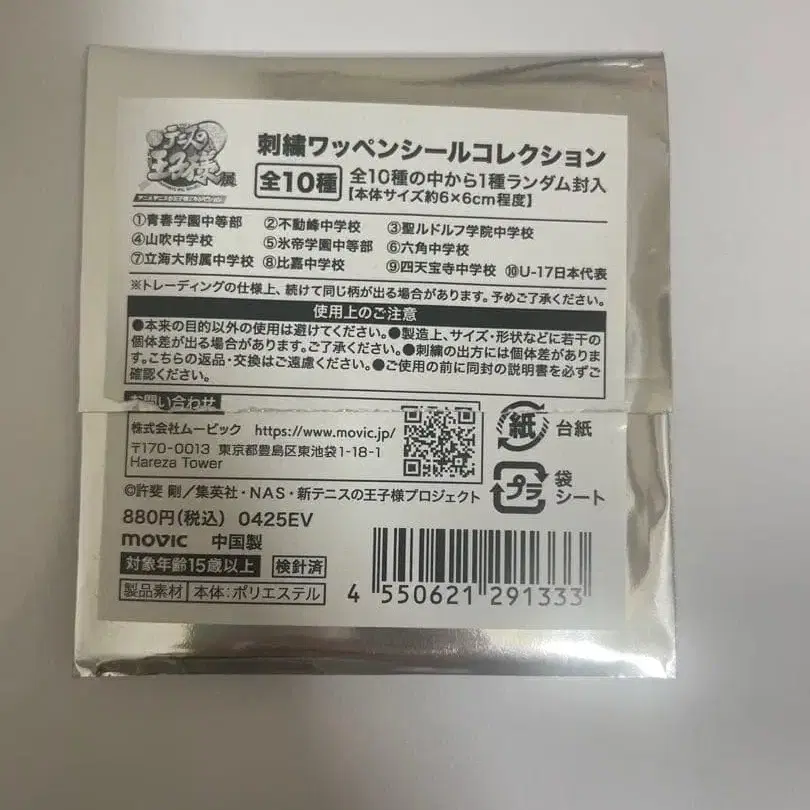 テニスの
王子様展
刺繍ワッペンシールコレクション
全10種
全10種の中から1種ランダム封入
【本体サイズ約6×6cm程度】
①青春学園中等部 ②不動峰中学校 ③聖ルドルフ学院中学校
④山吹中学校 ⑤氷帝学園中等部 ⑥六角中学校
⑦立海大附属中学校 ⑧比嘉中学校 ⑨四天宝寺中学校 ⑩U-17日本代表
※トレーディングの仕様上、続けて同じ柄が出る場合があります。予めご了承ください。
使用上のご注意
●本来の目的以外の使用は避けてください。●製造上、サイズ・形状などに若干の
個体差が出る場合があります。ご了承ください。●刺繍の出方には個体差がありま
す。こちらの返品・交換はご遠慮ください。●ご使用の前に同封の説明書を必ずご
確認ください。
お問い合わせ
株式会社ムービック https://www.movic.jp/
〒170-0013 東京都豊島区東池袋1-18-1
Hareza Tower
紙 台紙
プラ 袋
シート
©許斐 剛/集英社・NAS・新テニスの王子様プロジェクト
880円(税込) 0425EV
movic 中国製
対象年齢15歳以上 検針済
製品素材 本体:ポリエステル
4 550621 291333